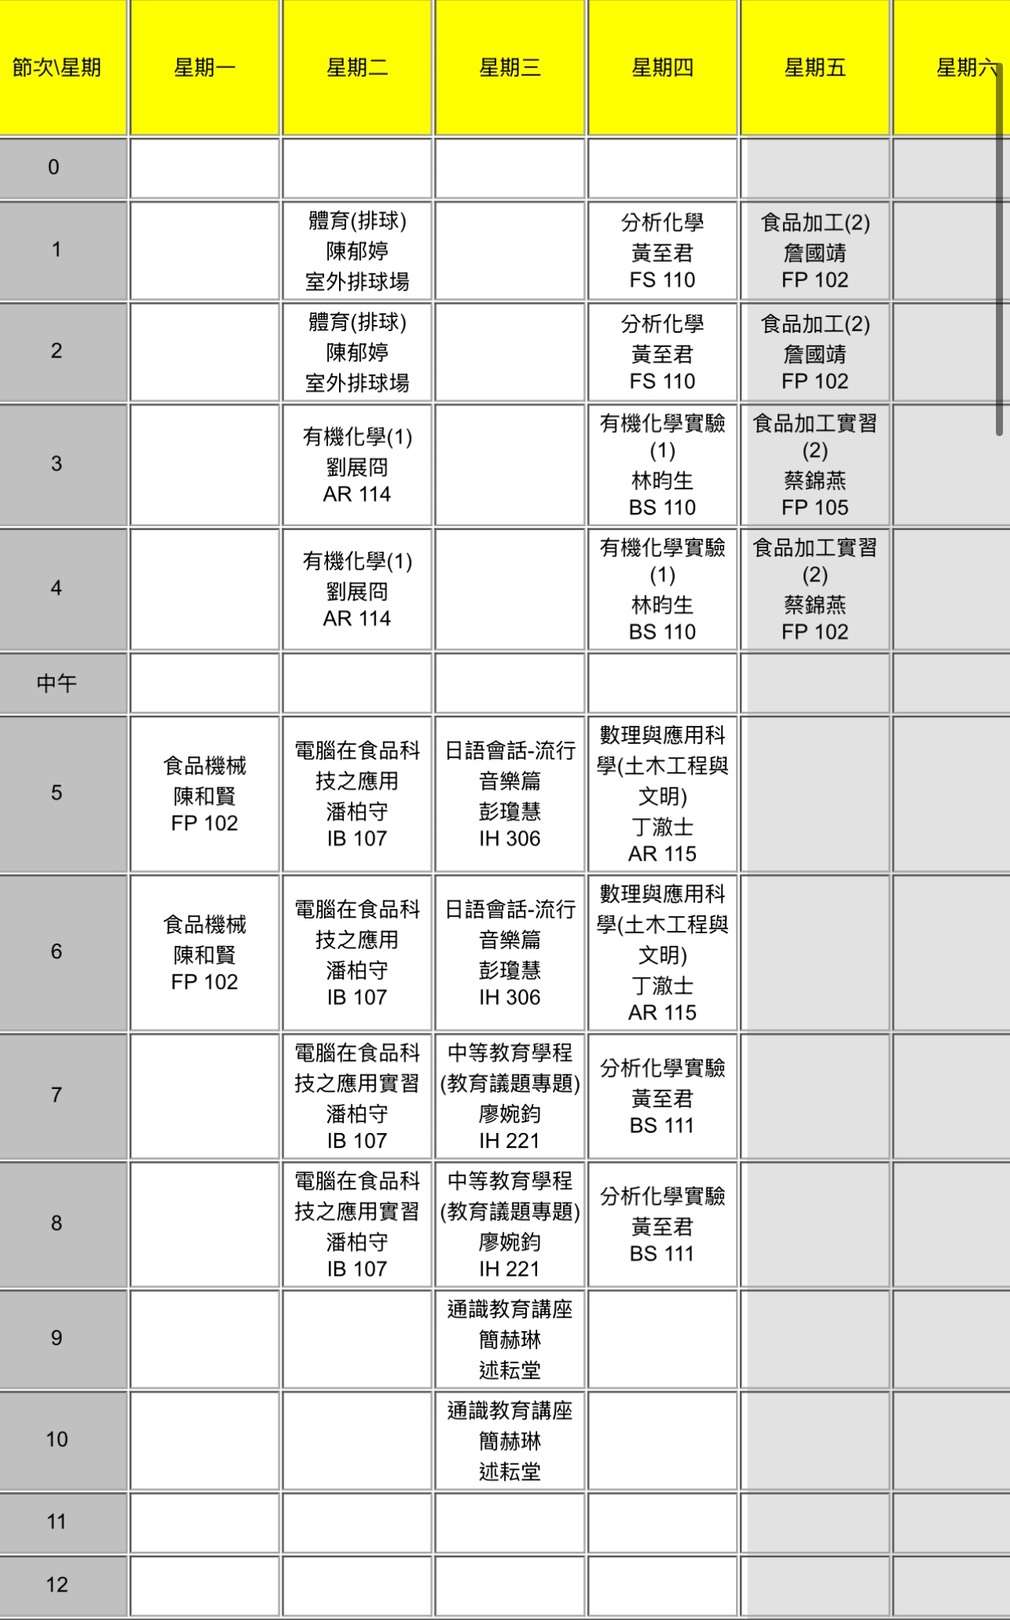 節次\星期 星期一 星期二 星期三 星期四 星期五 星期六
0
1
體育(排球)
陳郁婷
室外排球場
分析化學
黃至君
FS 110
食品加工(2)
詹國靖
FP 102
2
體育(排球)
陳郁婷
室外排球場
分析化學
黃至君
FS 110
食品加工(2)
詹國靖
FP 102
3
有機化學(1)
劉展冏
AR 114
有機化學實驗
(1)
林昀生
BS 110
食品加工實習
(2)
蔡錦燕
FP 105
4
有機化學(1)
劉展冏
AR 114
有機化學實驗
(1)
林昀生
BS 110
食品加工實習
(2)
蔡錦燕
FP 102
中午
5
食品機械
陳和賢
FP 102
電腦在食品科
技之應用
潘柏守
IB 107
日語會話-流行
音樂篇
彭瓊慧
IH 306
數理與應用科
學(土木工程與
文明)
丁澈士
AR 115
6
食品機械
陳和賢
FP 102
電腦在食品科
技之應用
潘柏守
IB 107
日語會話-流行
音樂篇
彭瓊慧
IH 306
數理與應用科
學(土木工程與
文明)
丁澈士
AR 115
7
電腦在食品科
技之應用實習
潘柏守
IB 107
中等教育學程
(教育議題專題)
廖婉鈞
IH 221
分析化學實驗
黃至君
BS 111
8
電腦在食品科
技之應用實習
潘柏守
IB 107
中等教育學程
(教育議題專題)
廖婉鈞
IH 221
分析化學實驗
黃至君
BS 111
9
通識教育講座
簡赫琳
述耘堂
10
通識教育講座
簡赫琳
述耘堂
11
12